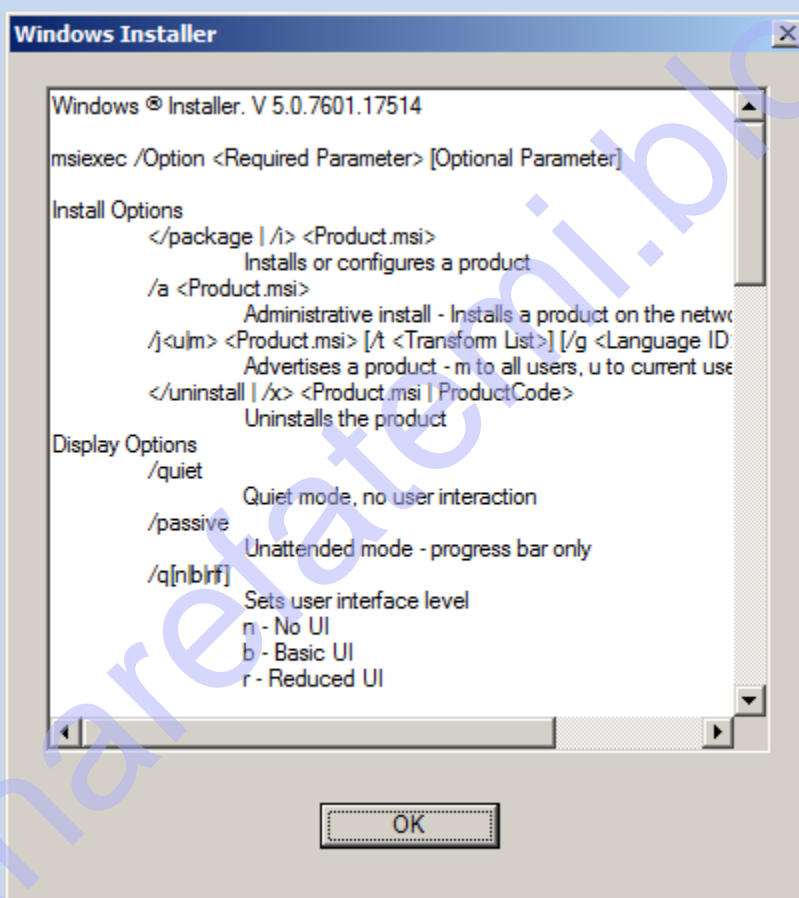 Windows Installer
Windows ® Installer. V 5.0.7601.17514
msiexec /Option <Required Parameter> [Optional Parameter]
Install Options
</package | /i> <Product.msi>
Installs or configures a product
/a <Product.msi>
Administrative install - Installs a product on the netwo
/j<u|m> <Product.msi> [/t <Transform List>] [/g <Language ID
Advertises a product - m to all users, u to current use
</uninstall | /x> <Product.msi | ProductCode>
Uninstalls the product
Display Options
/quiet
Quiet mode, no user interaction
/passive
Unattended mode - progress bar only
/q[n|b|r|f]
Sets user interface level
n - No UI
b - Basic UI
r - Reduced UI
OK
narefatemi.blo